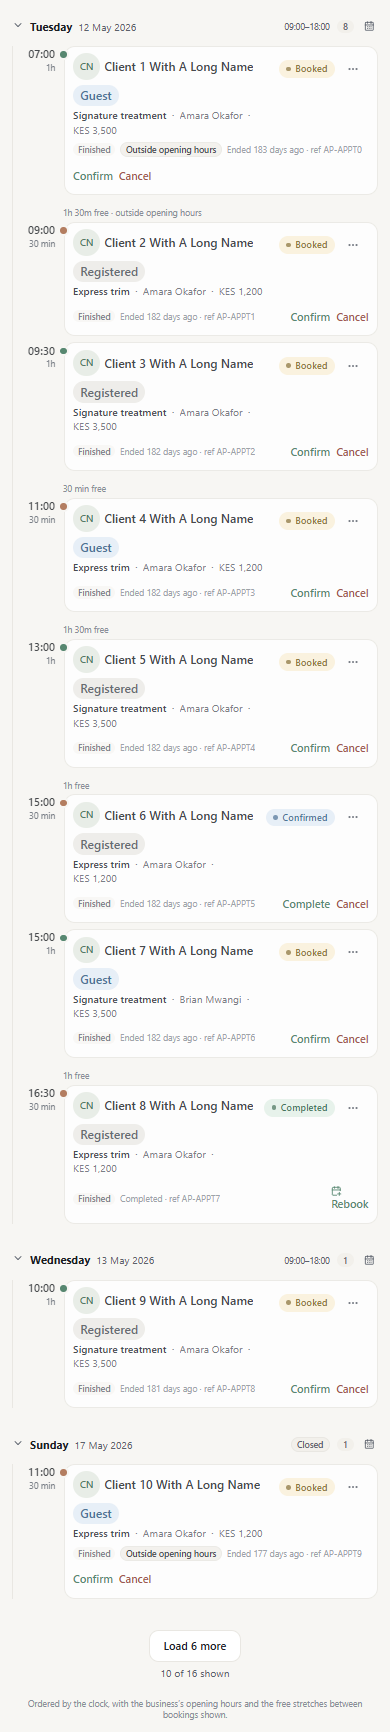 Tuesday 12 May 2026 09:00–18:00 8
07:00 CN Client 1 With A Long Name Booked ···
1h
Guest
Signature treatment · Amara Okafor ·
KES 3,500
Finished Outside opening hours Ended 183 days ago · ref AP-APPT0
Confirm Cancel
1h 30m free · outside opening hours
09:00 CN Client 2 With A Long Name Booked ···
30 min
Registered
Express trim · Amara Okafor · KES 1,200
Finished Ended 182 days ago · ref AP-APPT1 Confirm Cancel
09:30 CN Client 3 With A Long Name Booked ···
1h
Registered
Signature treatment · Amara Okafor ·
KES 3,500
Finished Ended 182 days ago · ref AP-APPT2 Confirm Cancel
30 min free
11:00 CN Client 4 With A Long Name Booked ···
30 min
Guest
Express trim · Amara Okafor · KES 1,200
Finished Ended 182 days ago · ref AP-APPT3 Confirm Cancel
1h 30m free
13:00 CN Client 5 With A Long Name Booked ···
1h
Registered
Signature treatment · Amara Okafor ·
KES 3,500
Finished Ended 182 days ago · ref AP-APPT4 Confirm Cancel
1h free
15:00 CN Client 6 With A Long Name Confirmed ···
30 min
Registered
Express trim · Amara Okafor ·
KES 1,200
Finished Ended 182 days ago · ref AP-APPT5 Complete Cancel
15:00 CN Client 7 With A Long Name Booked ···
1h
Guest
Signature treatment · Brian Mwangi ·
KES 3,500
Finished Ended 182 days ago · ref AP-APPT6 Confirm Cancel
1h free
16:30 CN Client 8 With A Long Name Completed ···
30 min
Registered
Express trim · Amara Okafor ·
KES 1,200
Finished Completed · ref AP-APPT7
Rebook
Wednesday 13 May 2026 09:00–18:00 1
10:00 CN Client 9 With A Long Name Booked ···
1h
Registered
Signature treatment · Amara Okafor ·
KES 3,500
Finished Ended 181 days ago · ref AP-APPT8 Confirm Cancel
Sunday 17 May 2026 Closed 1
11:00 CN Client 10 With A Long Name Booked ···
30 min
Guest
Express trim · Amara Okafor · KES 1,200
Finished Outside opening hours Ended 177 days ago · ref AP-APPT9
Confirm Cancel
Load 6 more
10 of 16 shown
Ordered by the clock, with the business's opening hours and the free stretches between
bookings shown.